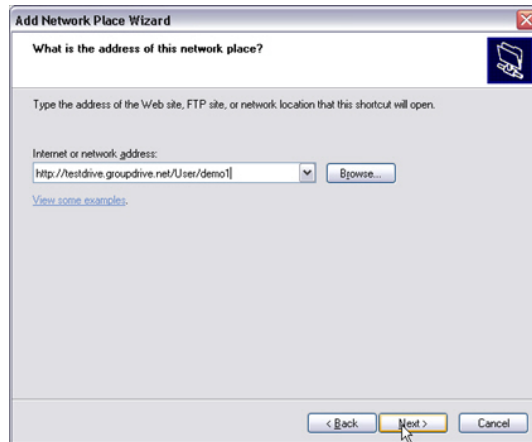 Add Network Place Wizard
What is the address of this network place?
Type the address of the Web site, FTP site, or network location that this shortcut will open.
Internet or network address:
http://testdrive.groupdrive.net/User/demo1
Browse...
View some examples.
< Back
Next >
Cancel